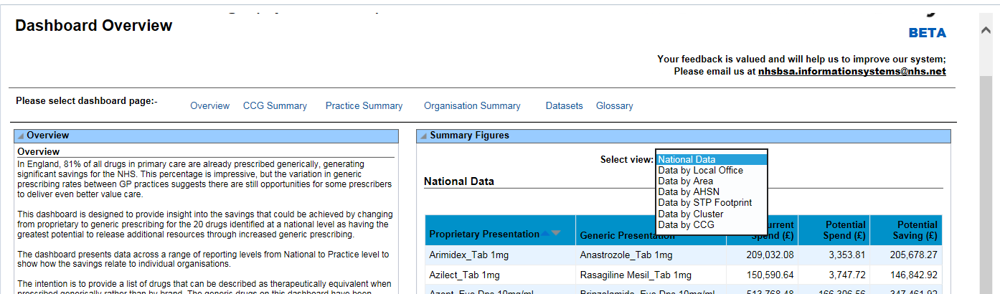 Dashboard Overview
BETA
Your feedback is valued and will help us to improve our system;
Please email us at nhsbsa.informationsystems@nhs.net
Please select dashboard page:-
Overview CCG Summary Practice Summary Organisation Summary Datasets Glossary
Overview
Overview
In England, 81% of all drugs in primary care are already prescribed generically, generating
significant savings for the NHS. This percentage is impressive, but the variation in generic
prescribing rates between GP practices suggests there are still opportunities for some prescribers
to deliver even better value care.
This dashboard is designed to provide insight into the savings that could be achieved by changing
from proprietary to generic prescribing for the 20 drugs identified at a national level as having the
greatest potential to release additional resources through increased generic prescribing.
The dashboard presents data across a range of reporting levels from National to Practice level to
show how the savings relate to individual organisations.
The intention is to provide a list of drugs that can be described as therapeutically equivalent when
prescribed generically rather than by brand. The generic drugs on this dashboard have been
Summary Figures
Select view: National Data
Data by Local Office
Data by Area
Data by AHSN
Data by STP Footprint
Data by Cluster
Data by CCG
National Data
Proprietary Presentation Generic Presentation Spend (£) Potential Spend (£) Potential Saving (£)
Arimidex_Tab 1mg Anastrozole_Tab 1mg 209,032.08 3,353.81 205,678.27
Azilect_Tab 1mg Rasagiline Mesil_Tab 1mg 150,590.64 3,747.72 146,842.92
Azopt_Eye Dps 10mg/ml Brinzolamide_Eye Dps 10mg/ml 513,768.48 166,306.56 347,461.92